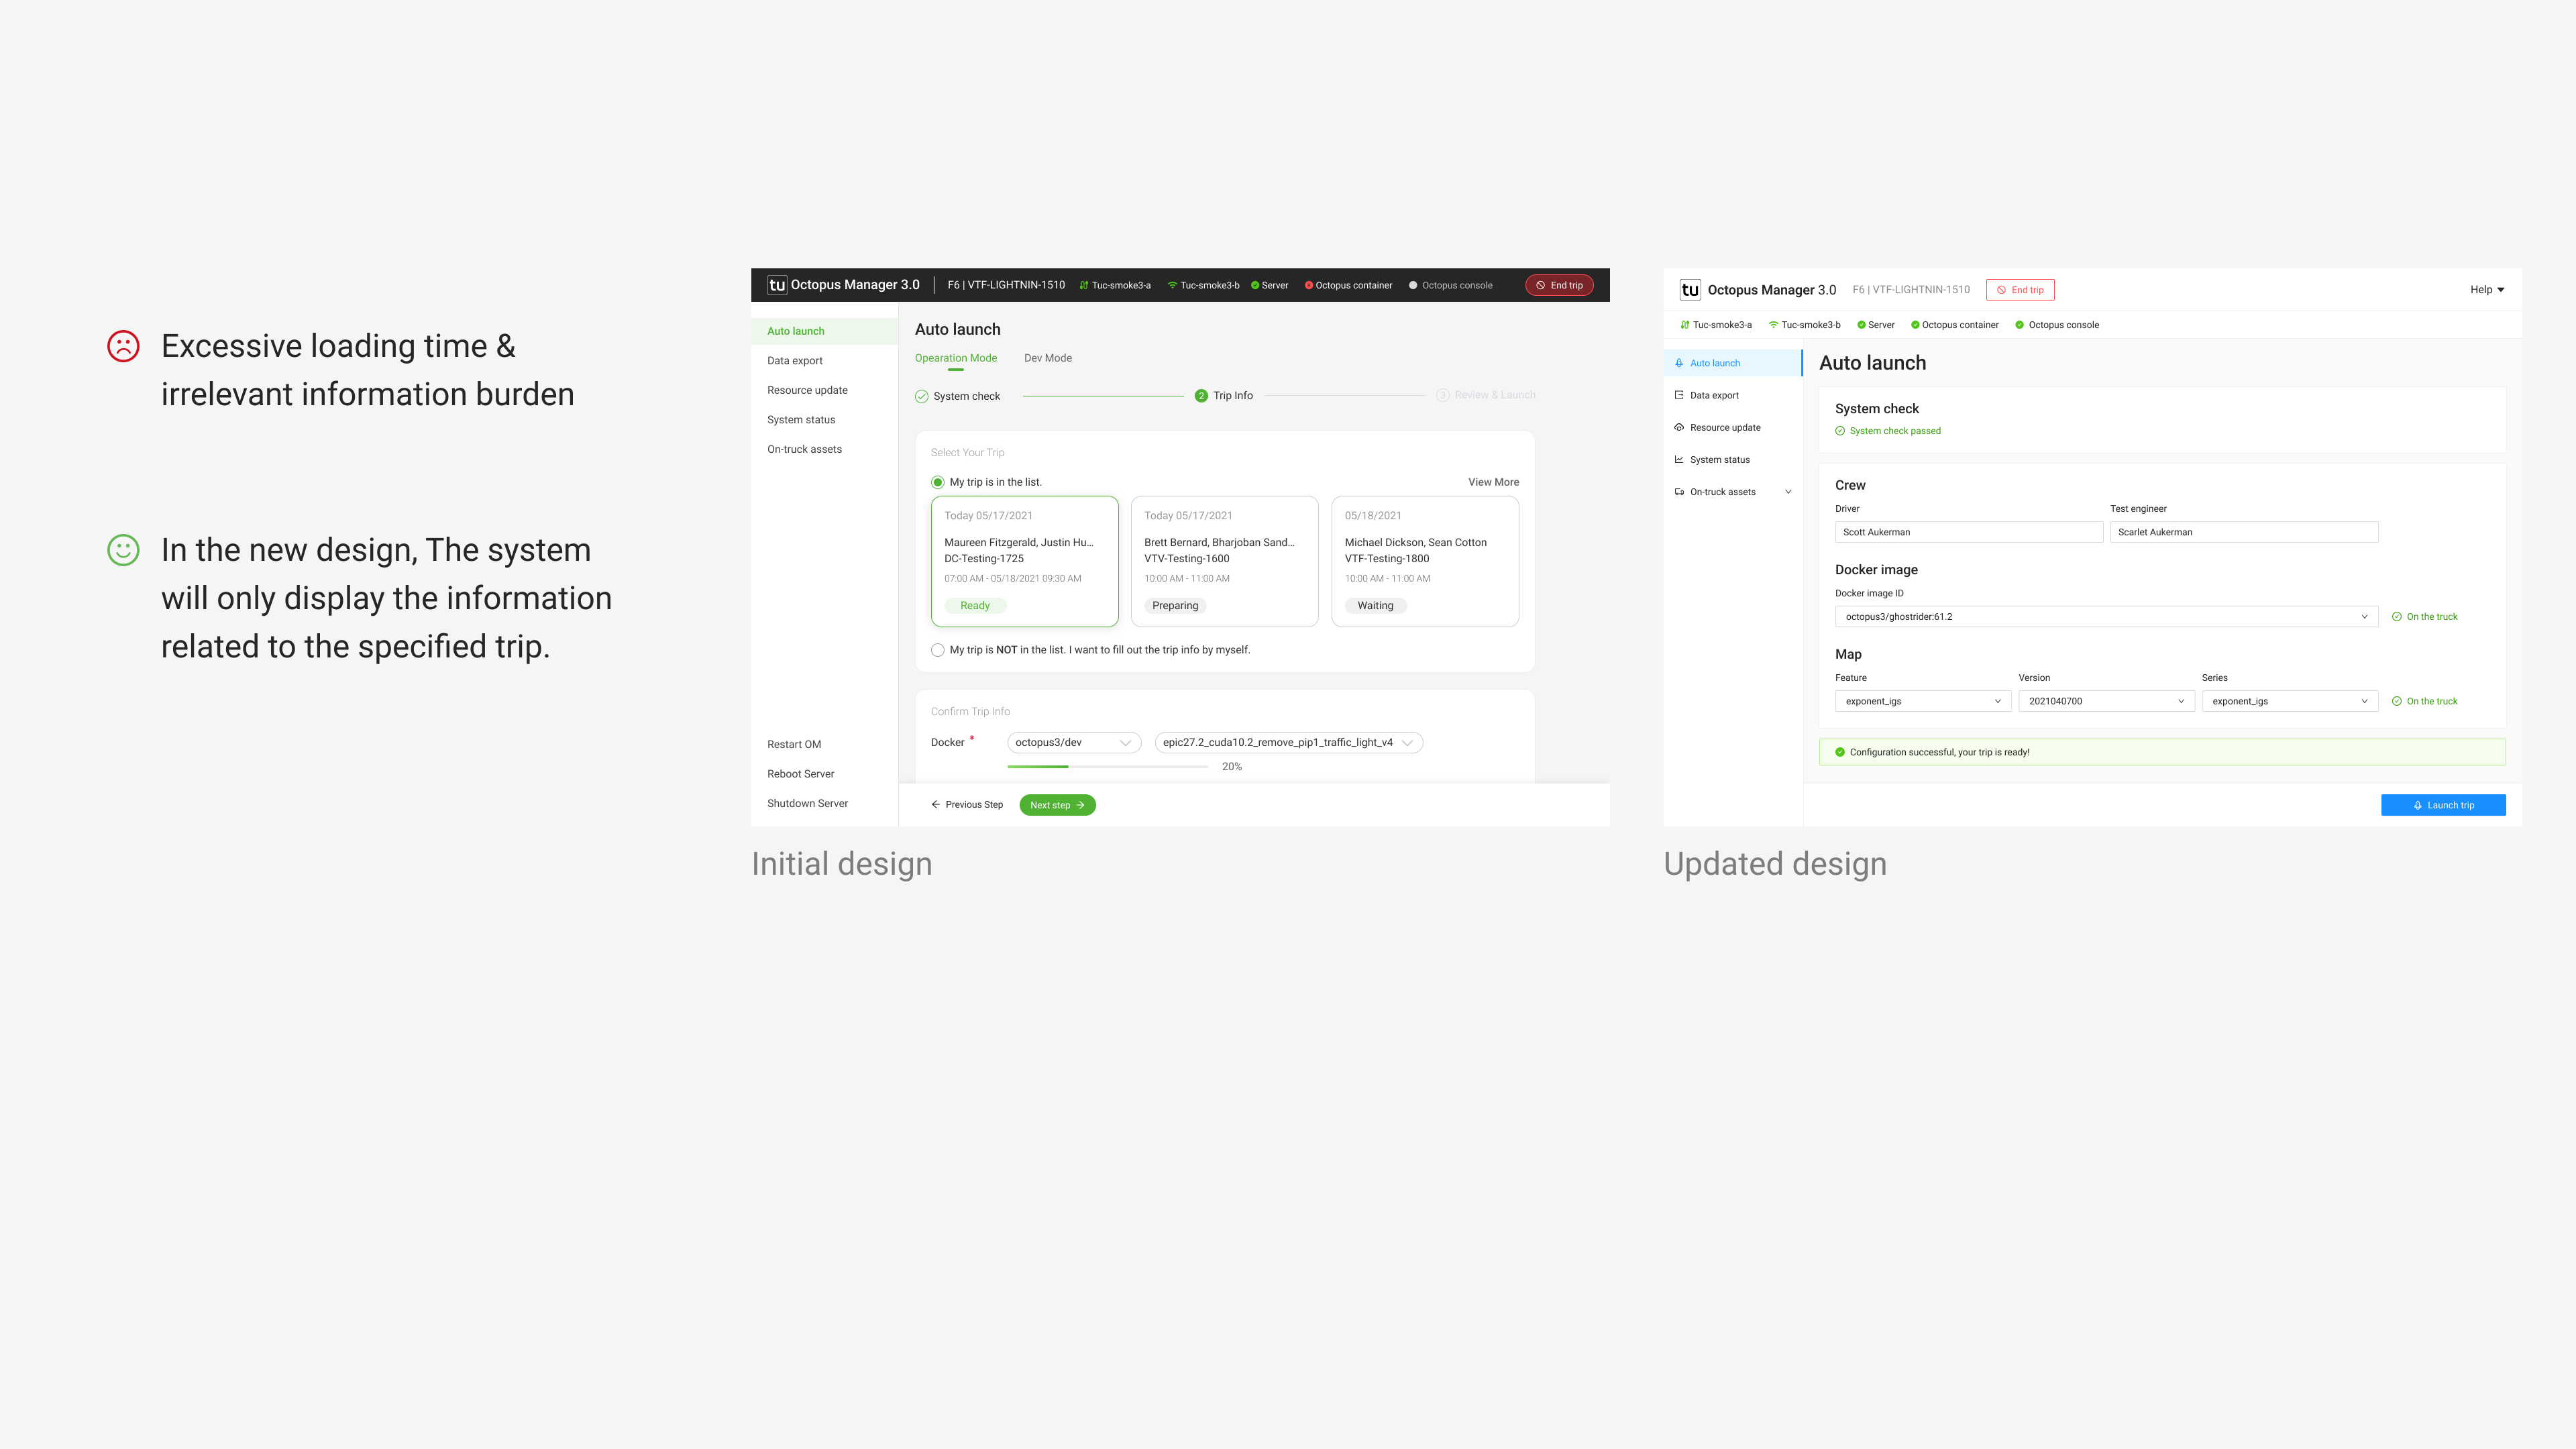 Excessive loading time &
irrelevant information burden
In the new design, The system
will only display the information
related to the specified trip.
tu Octopus Manager 3.0 F6 | VTF-LIGHTNIN-1510 Tuc-smoke3-a Tuc-smoke3-b Server Octopus container Octopus console End trip
Auto launch
Data export
Resource update
System status
On-truck assets
Restart OM
Reboot Server
Shutdown Server
Auto launch
Opearation Mode Dev Mode
System check 2 Trip Info 3 Review & Launch
Select Your Trip
My trip is in the list. View More
Today 05/17/2021
Maureen Fitzgerald, Justin Hu...
DC-Testing-1725
07:00 AM - 05/18/2021 09:30 AM
Ready
Today 05/17/2021
Brett Bernard, Bharjoban Sand...
VTV-Testing-1600
10:00 AM - 11:00 AM
Preparing
05/18/2021
Michael Dickson, Sean Cotton
VTF-Testing-1800
10:00 AM - 11:00 AM
Waiting
My trip is NOT in the list. I want to fill out the trip info by myself.
Confirm Trip Info
Docker * octopus3/dev epic27.2_cuda10.2_remove_pip1_traffic_light_v4
20%
Previous Step Next step
Initial design
tu Octopus Manager 3.0 F6 | VTF-LIGHTNIN-1510 End trip Help
Tuc-smoke3-a Tuc-smoke3-b Server Octopus container Octopus console
Auto launch
Data export
Resource update
System status
On-truck assets
Auto launch
System check
System check passed
Crew
Driver Test engineer
Scott Aukerman Scarlet Aukerman
Docker image
Docker image ID
octopus3/ghostrider:61.2 On the truck
Map
Feature Version Series
exponent_igs 2021040700 exponent_igs On the truck
Configuration successful, your trip is ready!
Launch trip
Updated design